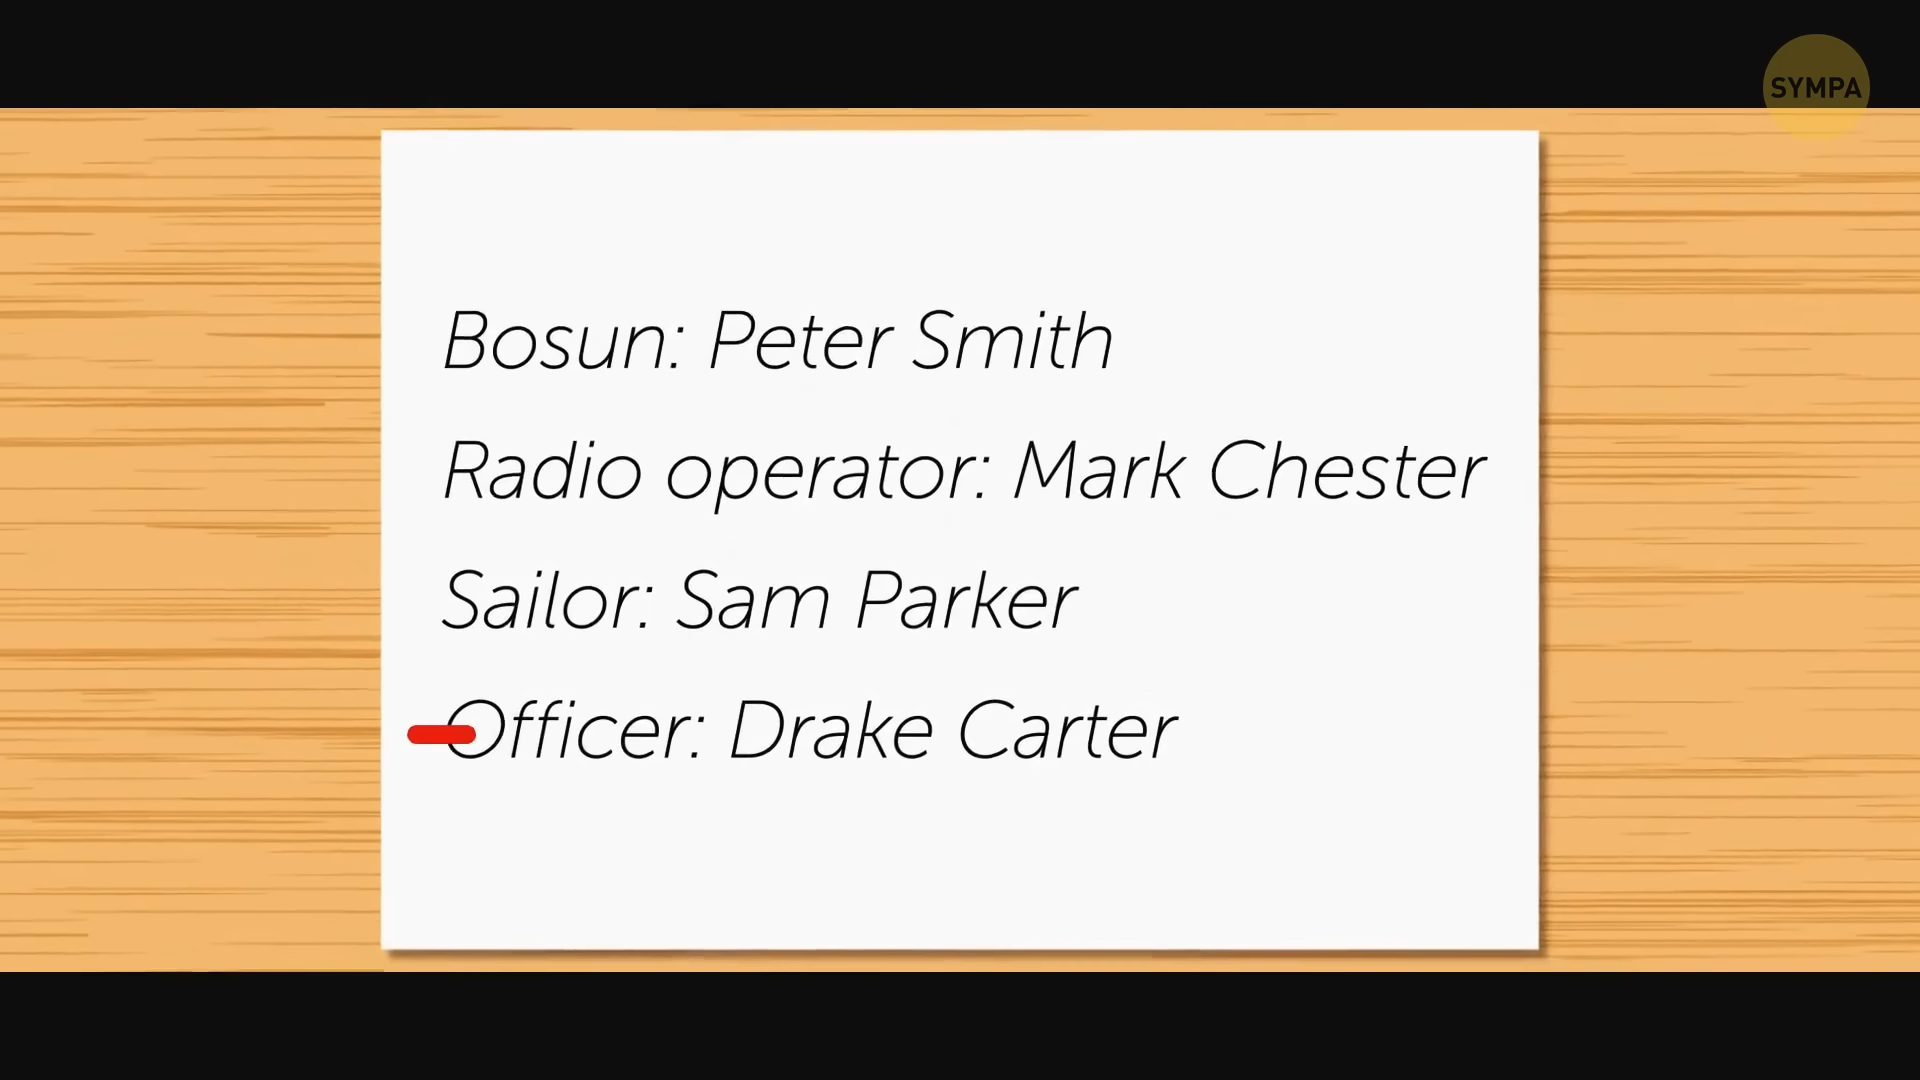 SYMPA
Bosun: Peter Smith
Radio operator: Mark Chester
Sailor: Sam Parker
Officer: Drake Carter